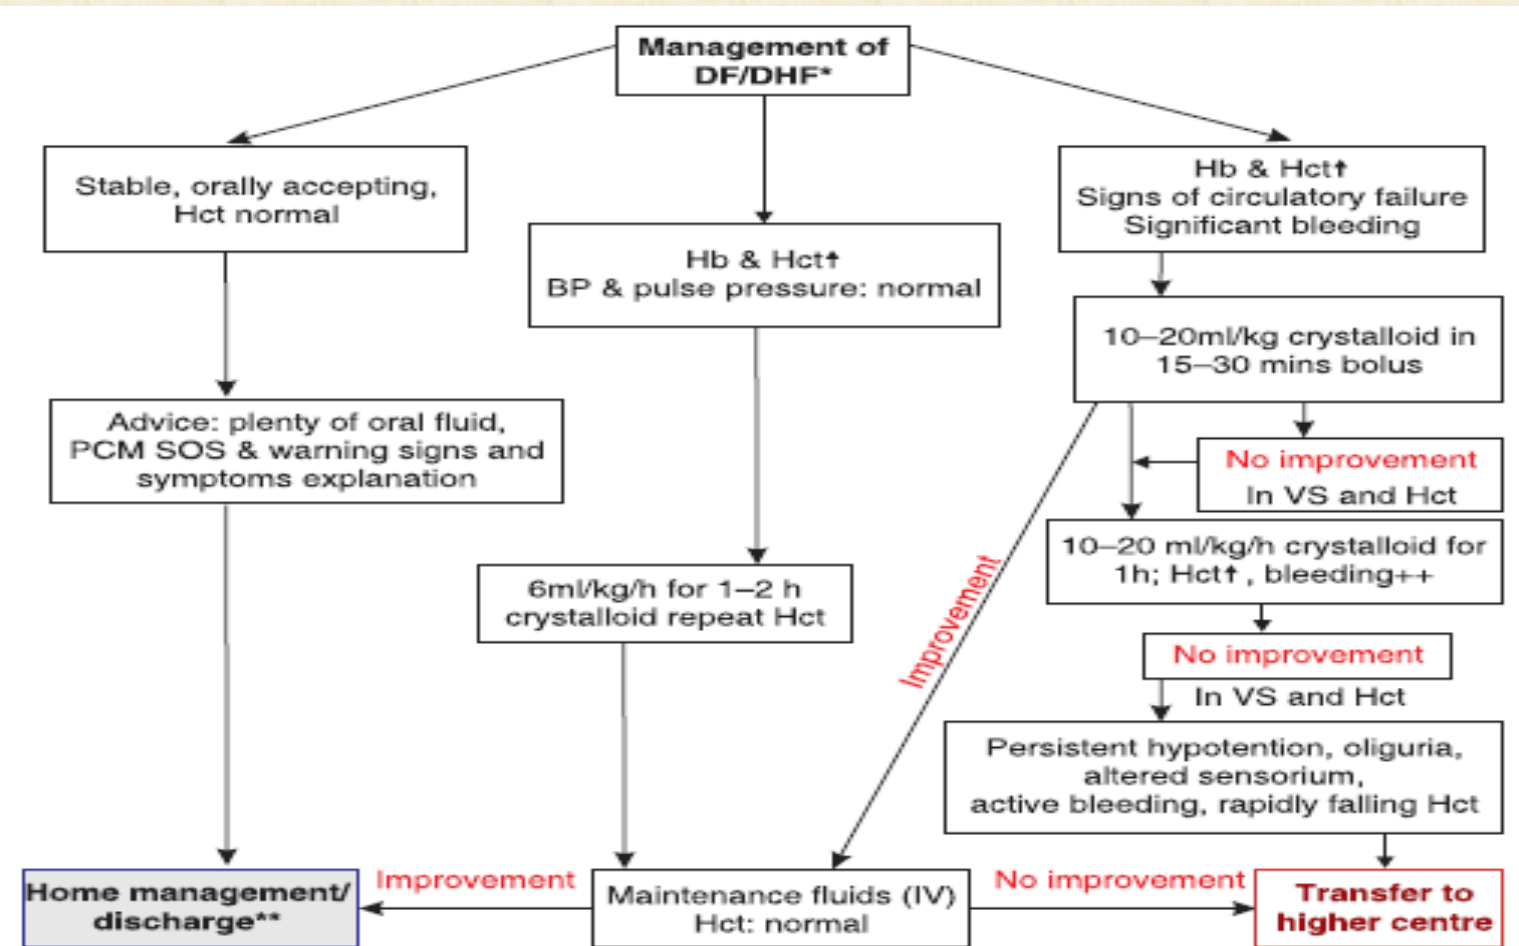 Management of
DF/DHF*
Stable, orally accepting,
Hct normal
Hb & Hct↑
BP & pulse pressure: normal
Hb & Hct↑
Signs of circulatory failure
Significant bleeding
10–20ml/kg crystalloid in
15–30 mins bolus
Advice: plenty of oral fluid,
PCM SOS & warning signs and
symptoms explanation
No improvement
In VS and Hct
10–20 ml/kg/h crystalloid for
1h; Hct↑, bleeding++
6ml/kg/h for 1–2 h
crystalloid repeat Hct
Improvement
No improvement
In VS and Hct
Persistent hypotention, oliguria,
altered sensorium,
active bleeding, rapidly falling Hct
Home management/
discharge**
Improvement
Maintenance fluids (IV)
Hct: normal
No improvement
Transfer to
higher centre